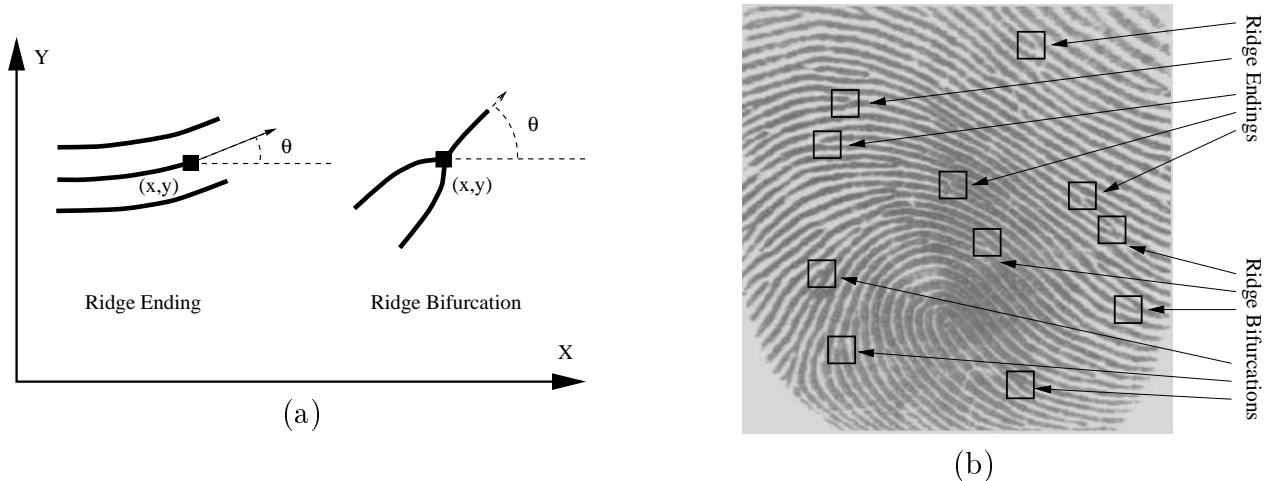 Y
θ
(x,y)
θ
(x,y)
Ridge Ending
Ridge Bifurcation
X
(a)
Ridge Endings
Ridge Bifurcations
(b)